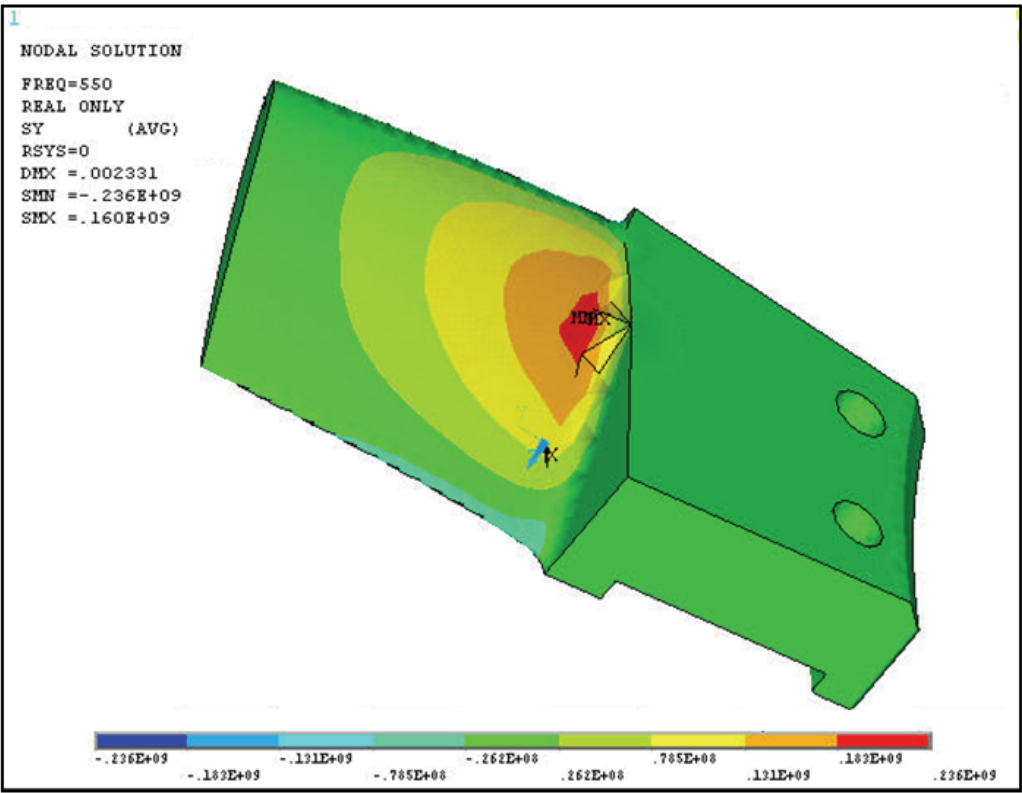 1
NODAL SOLUTION
FREQ=550
REAL ONLY
SY (AVG)
RSYS=0
DMX =.002331
SMN =-.236E+09
SMX =.160E+09
X
-.236E+09 -.131E+09 -.262E+08 .785E+08 .183E+09
-.183E+09 -.785E+08 .262E+08 .131E+09 .236E+09